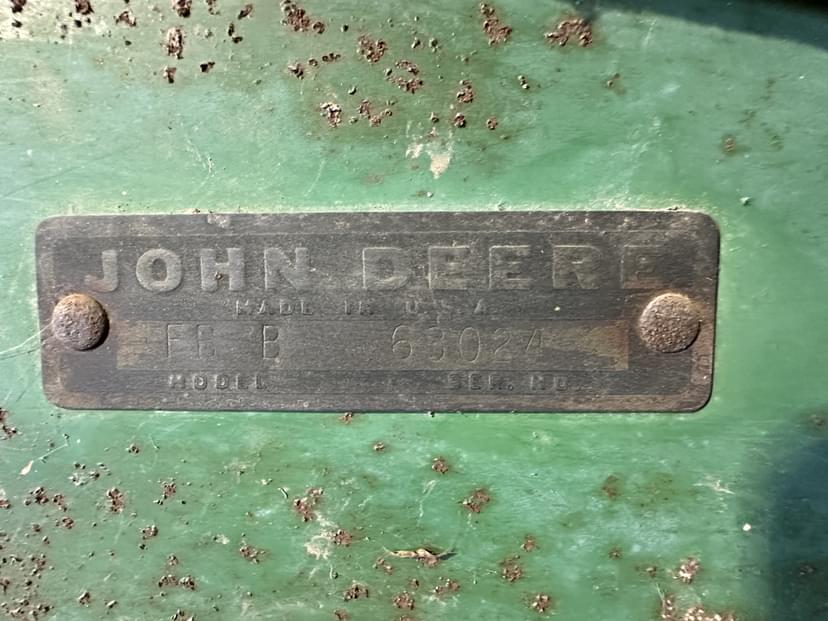 JOHN DEERE
MADE IN U.S.A.
FB B 63024
MODEL SER. NO.